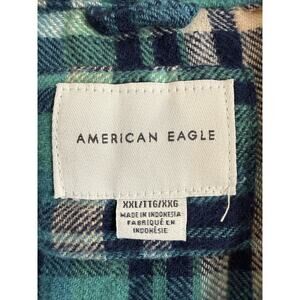 AMERICAN EAGLE
XXL/TTG/XXG
MADE IN INDONESIA
FABRIQUÉ EN
INDONÉSIE